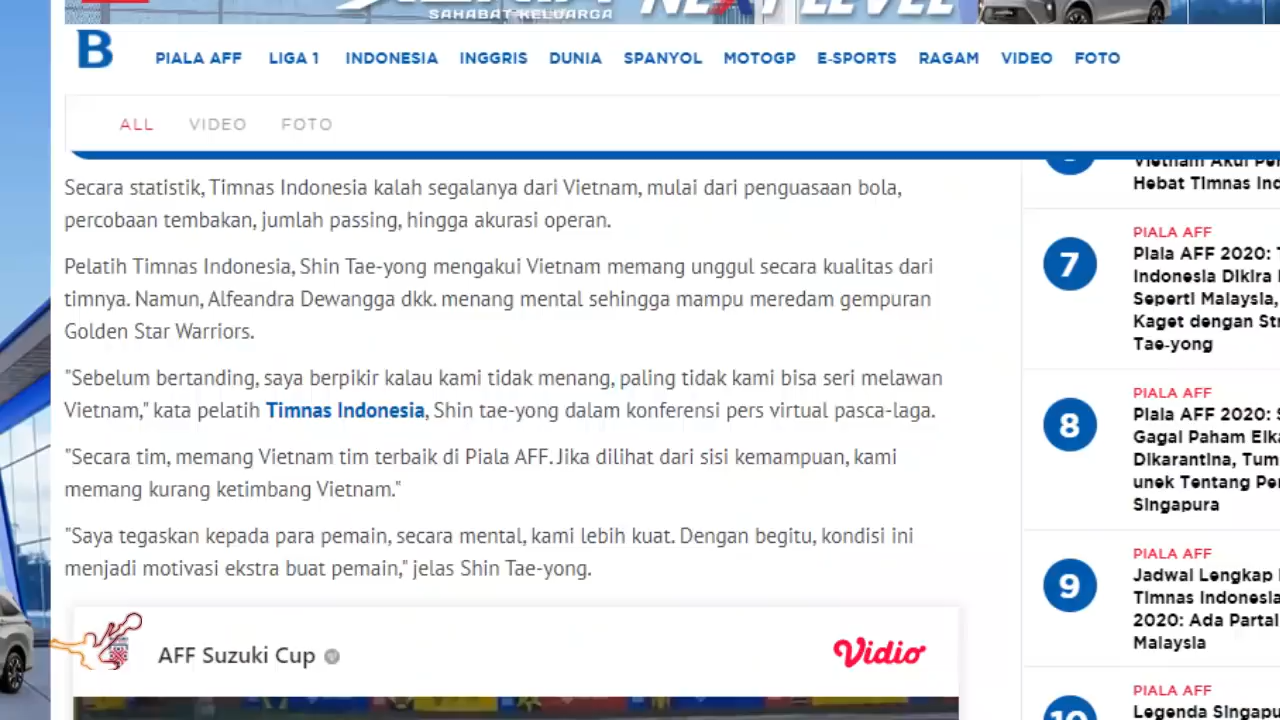 SAHABAT KELUARGA
NEXT LEVEL
B
PIALA AFF LIGA 1 INDONESIA INGGRIS DUNIA SPANYOL MOTOGP E-SPORTS RAGAM VIDEO FOTO
ALL VIDEO FOTO
Secara statistik, Timnas Indonesia kalah segalanya dari Vietnam, mulai dari penguasaan bola,
percobaan tembakan, jumlah passing, hingga akurasi operan.
Pelatih Timnas Indonesia, Shin Tae-yong mengakui Vietnam memang unggul secara kualitas dari
timnya. Namun, Alfeandra Dewangga dkk. menang mental sehingga mampu meredam gempuran
Golden Star Warriors.
"Sebelum bertanding, saya berpikir kalau kami tidak menang, paling tidak kami bisa seri melawan
Vietnam," kata pelatih Timnas Indonesia, Shin tae-yong dalam konferensi pers virtual pasca-laga.
"Secara tim, memang Vietnam tim terbaik di Piala AFF. Jika dilihat dari sisi kemampuan, kami
memang kurang ketimbang Vietnam."
"Saya tegaskan kepada para pemain, secara mental, kami lebih kuat. Dengan begitu, kondisi ini
menjadi motivasi ekstra buat pemain," jelas Shin Tae-yong.
AFF Suzuki Cup
Vidio
Vietnam Akui
Hebat Timnas
7
PIALA AFF
Piala AFF 2020:
Indonesia Dikira
Seperti Malaysia,
Kaget dengan
Tae-yong
8
PIALA AFF
Piala AFF 2020:
Gagal Paham
Dikarantina,
unek Tentang
Singapura
9
PIALA AFF
Jadwal Lengkap
Timnas Indonesia
2020: Ada Partai
Malaysia
10
PIALA AFF
Legenda